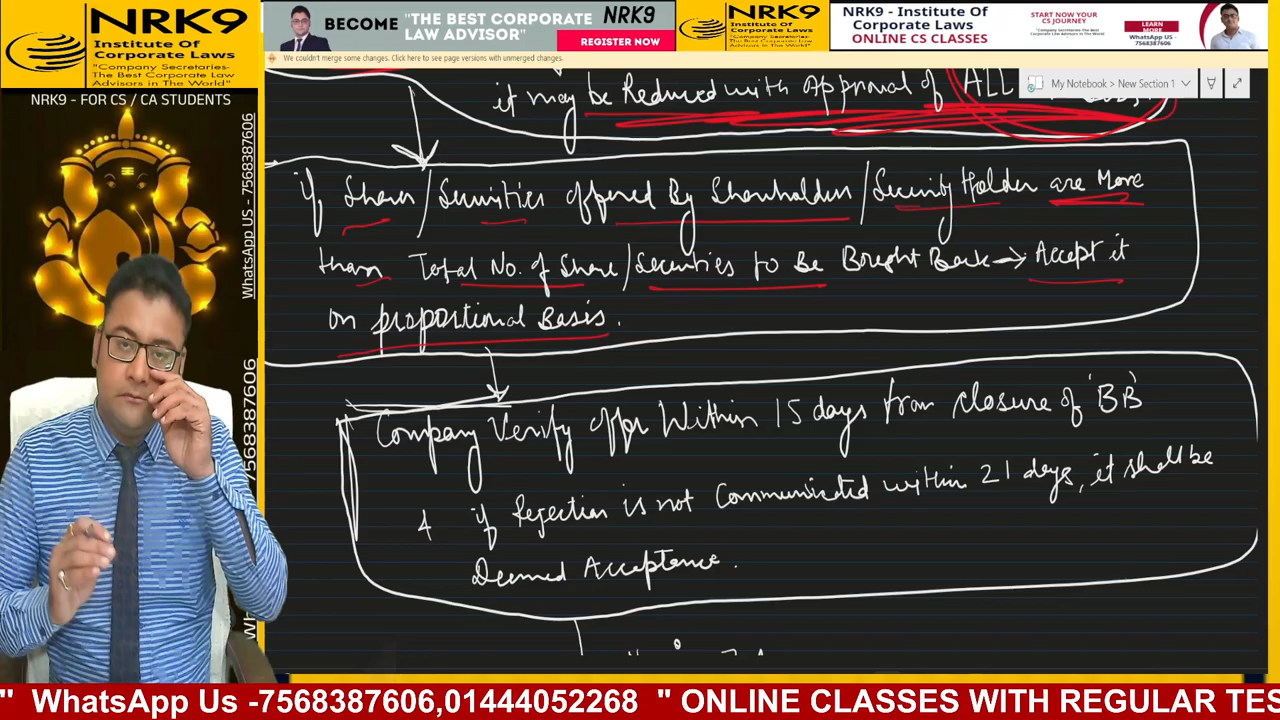 NRK9
Institute Of
Corporate Laws
"Company Secretaries-
The Best Corporate Law
Advisors in The World"
NRK9 - FOR CS / CA STUDENTS
BECOME "THE BEST CORPORATE
LAW ADVISOR"
NRK9
REGISTER NOW
NRK9
Institute Of
Corporate Laws
NRK9 - Institute Of
Corporate Laws
ONLINE CS CLASSES
START NOW YOUR
CS JOURNEY
LEARN
MORE
WhatsApp US -
7568387606
We couldn't merge some changes. Click here to see page versions with unmerged changes.
My Notebook > New Section 1
it may be Reduced with Approval of ALL
if Shares/Securities offered By Shareholders/Security Holder are More
than Total No. of Share/Securities to Be Bought Back → Accept it
on proportional Basis.
Company Verify offer Within 15 days from closure of 'BB'
& if Rejection is not Communicated within 21 days, it shall be
Deemed Acceptance.
WhatsApp US - 7568387606
7568387606
" WhatsApp Us -7568387606,01444052268 " ONLINE CLASSES WITH REGULAR TES